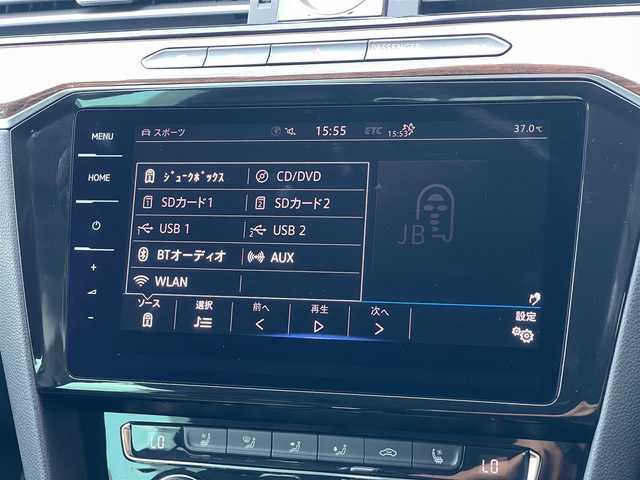 MENU
スポーツ
15:55
ETC
15:53
37.0℃
HOME
ｼﾞｭｰｸﾎﾞｯｸｽ
CD/DVD
SDカード1
SDカード2
USB 1
USB 2
BTオーディオ
AUX
WLAN
JB
ソース
選択
前へ
再生
次へ
設定
+
-
LO
LO